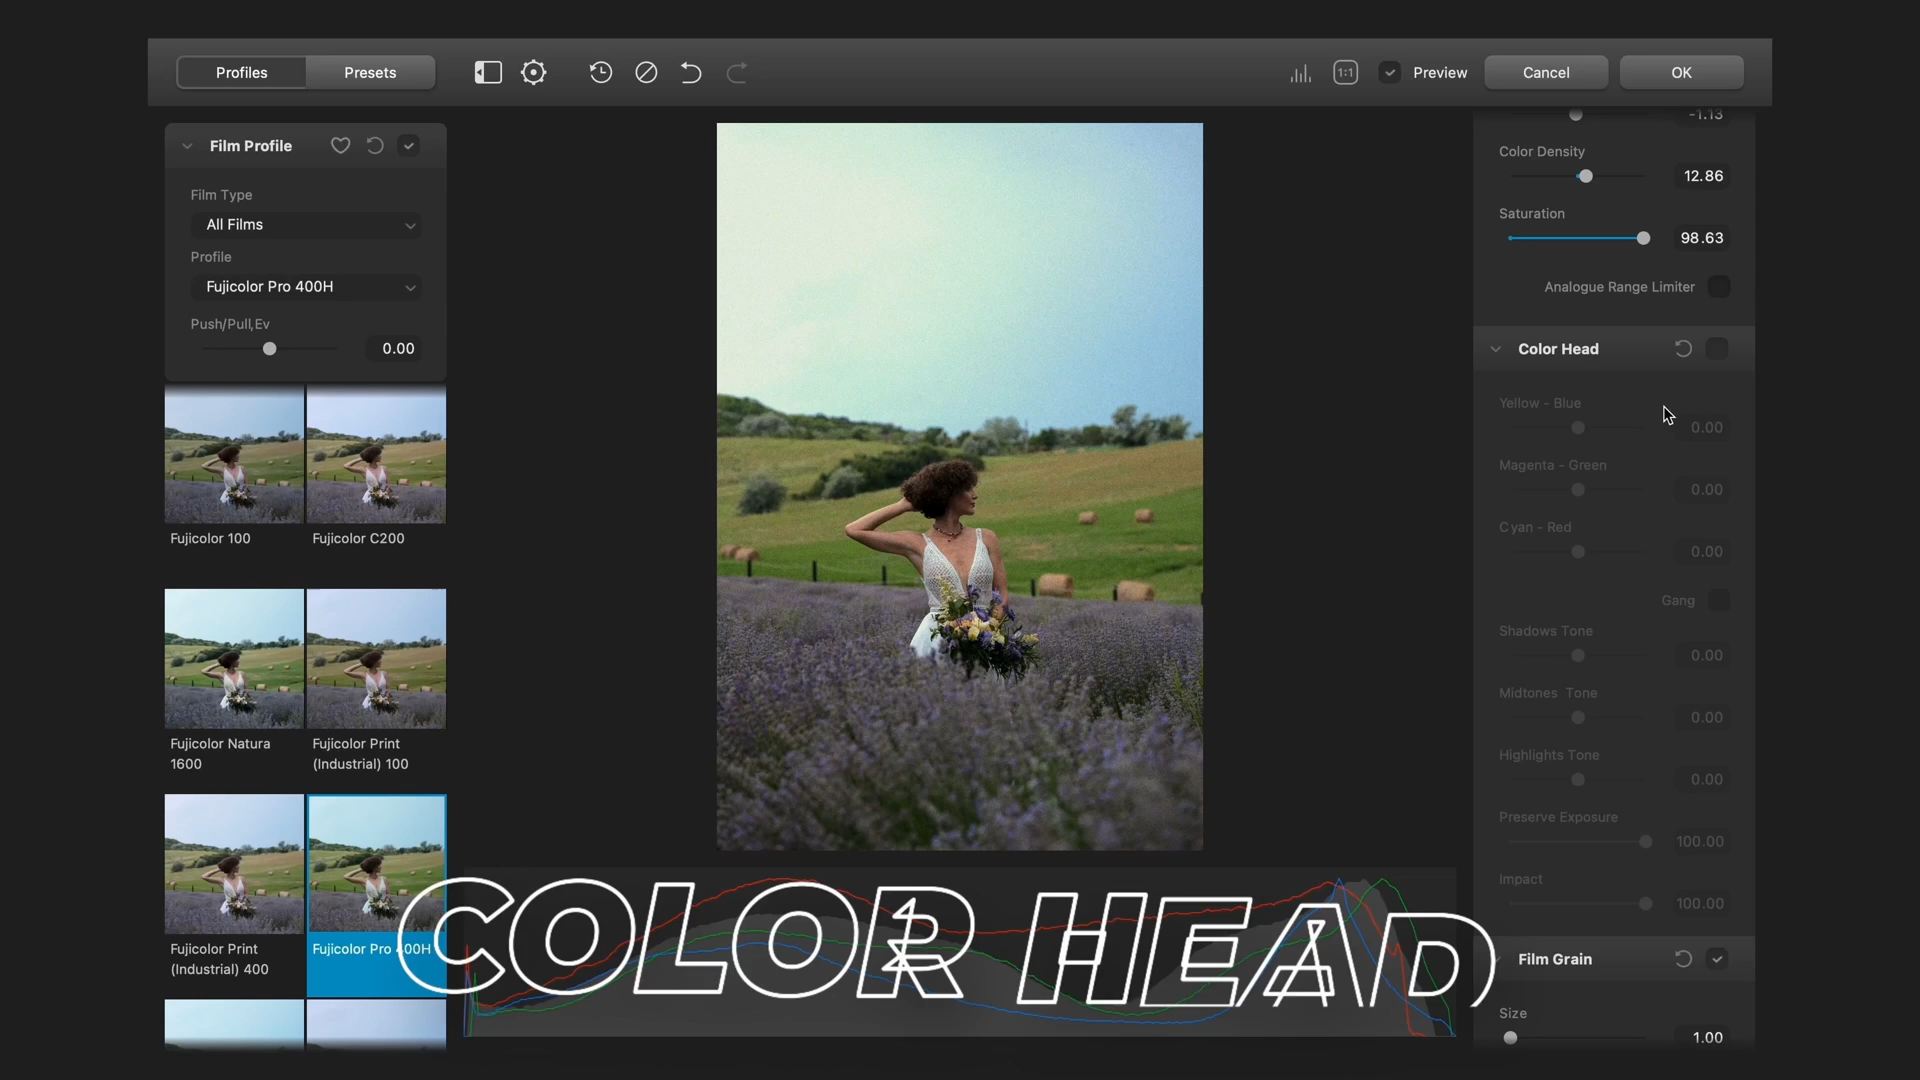 Profiles
Presets
1:1
Preview
Cancel
OK
Film Profile
Film Type
All Films
Profile
Fujicolor Pro 400H
Push/Pull,Ev
0.00
Fujicolor 100
Fujicolor C200
Fujicolor Natura
1600
Fujicolor Print
(Industrial) 100
Fujicolor Print
(Industrial) 400
Fujicolor Pro 400H
-1.13
Color Density
12.86
Saturation
98.63
Analogue Range Limiter
Color Head
Yellow - Blue
0.00
Magenta - Green
0.00
Cyan - Red
0.00
Gang
Shadows Tone
0.00
Midtones Tone
0.00
Highlights Tone
0.00
Preserve Exposure
100.00
Impact
100.00
Film Grain
Size
1.00
COLOR HEAD